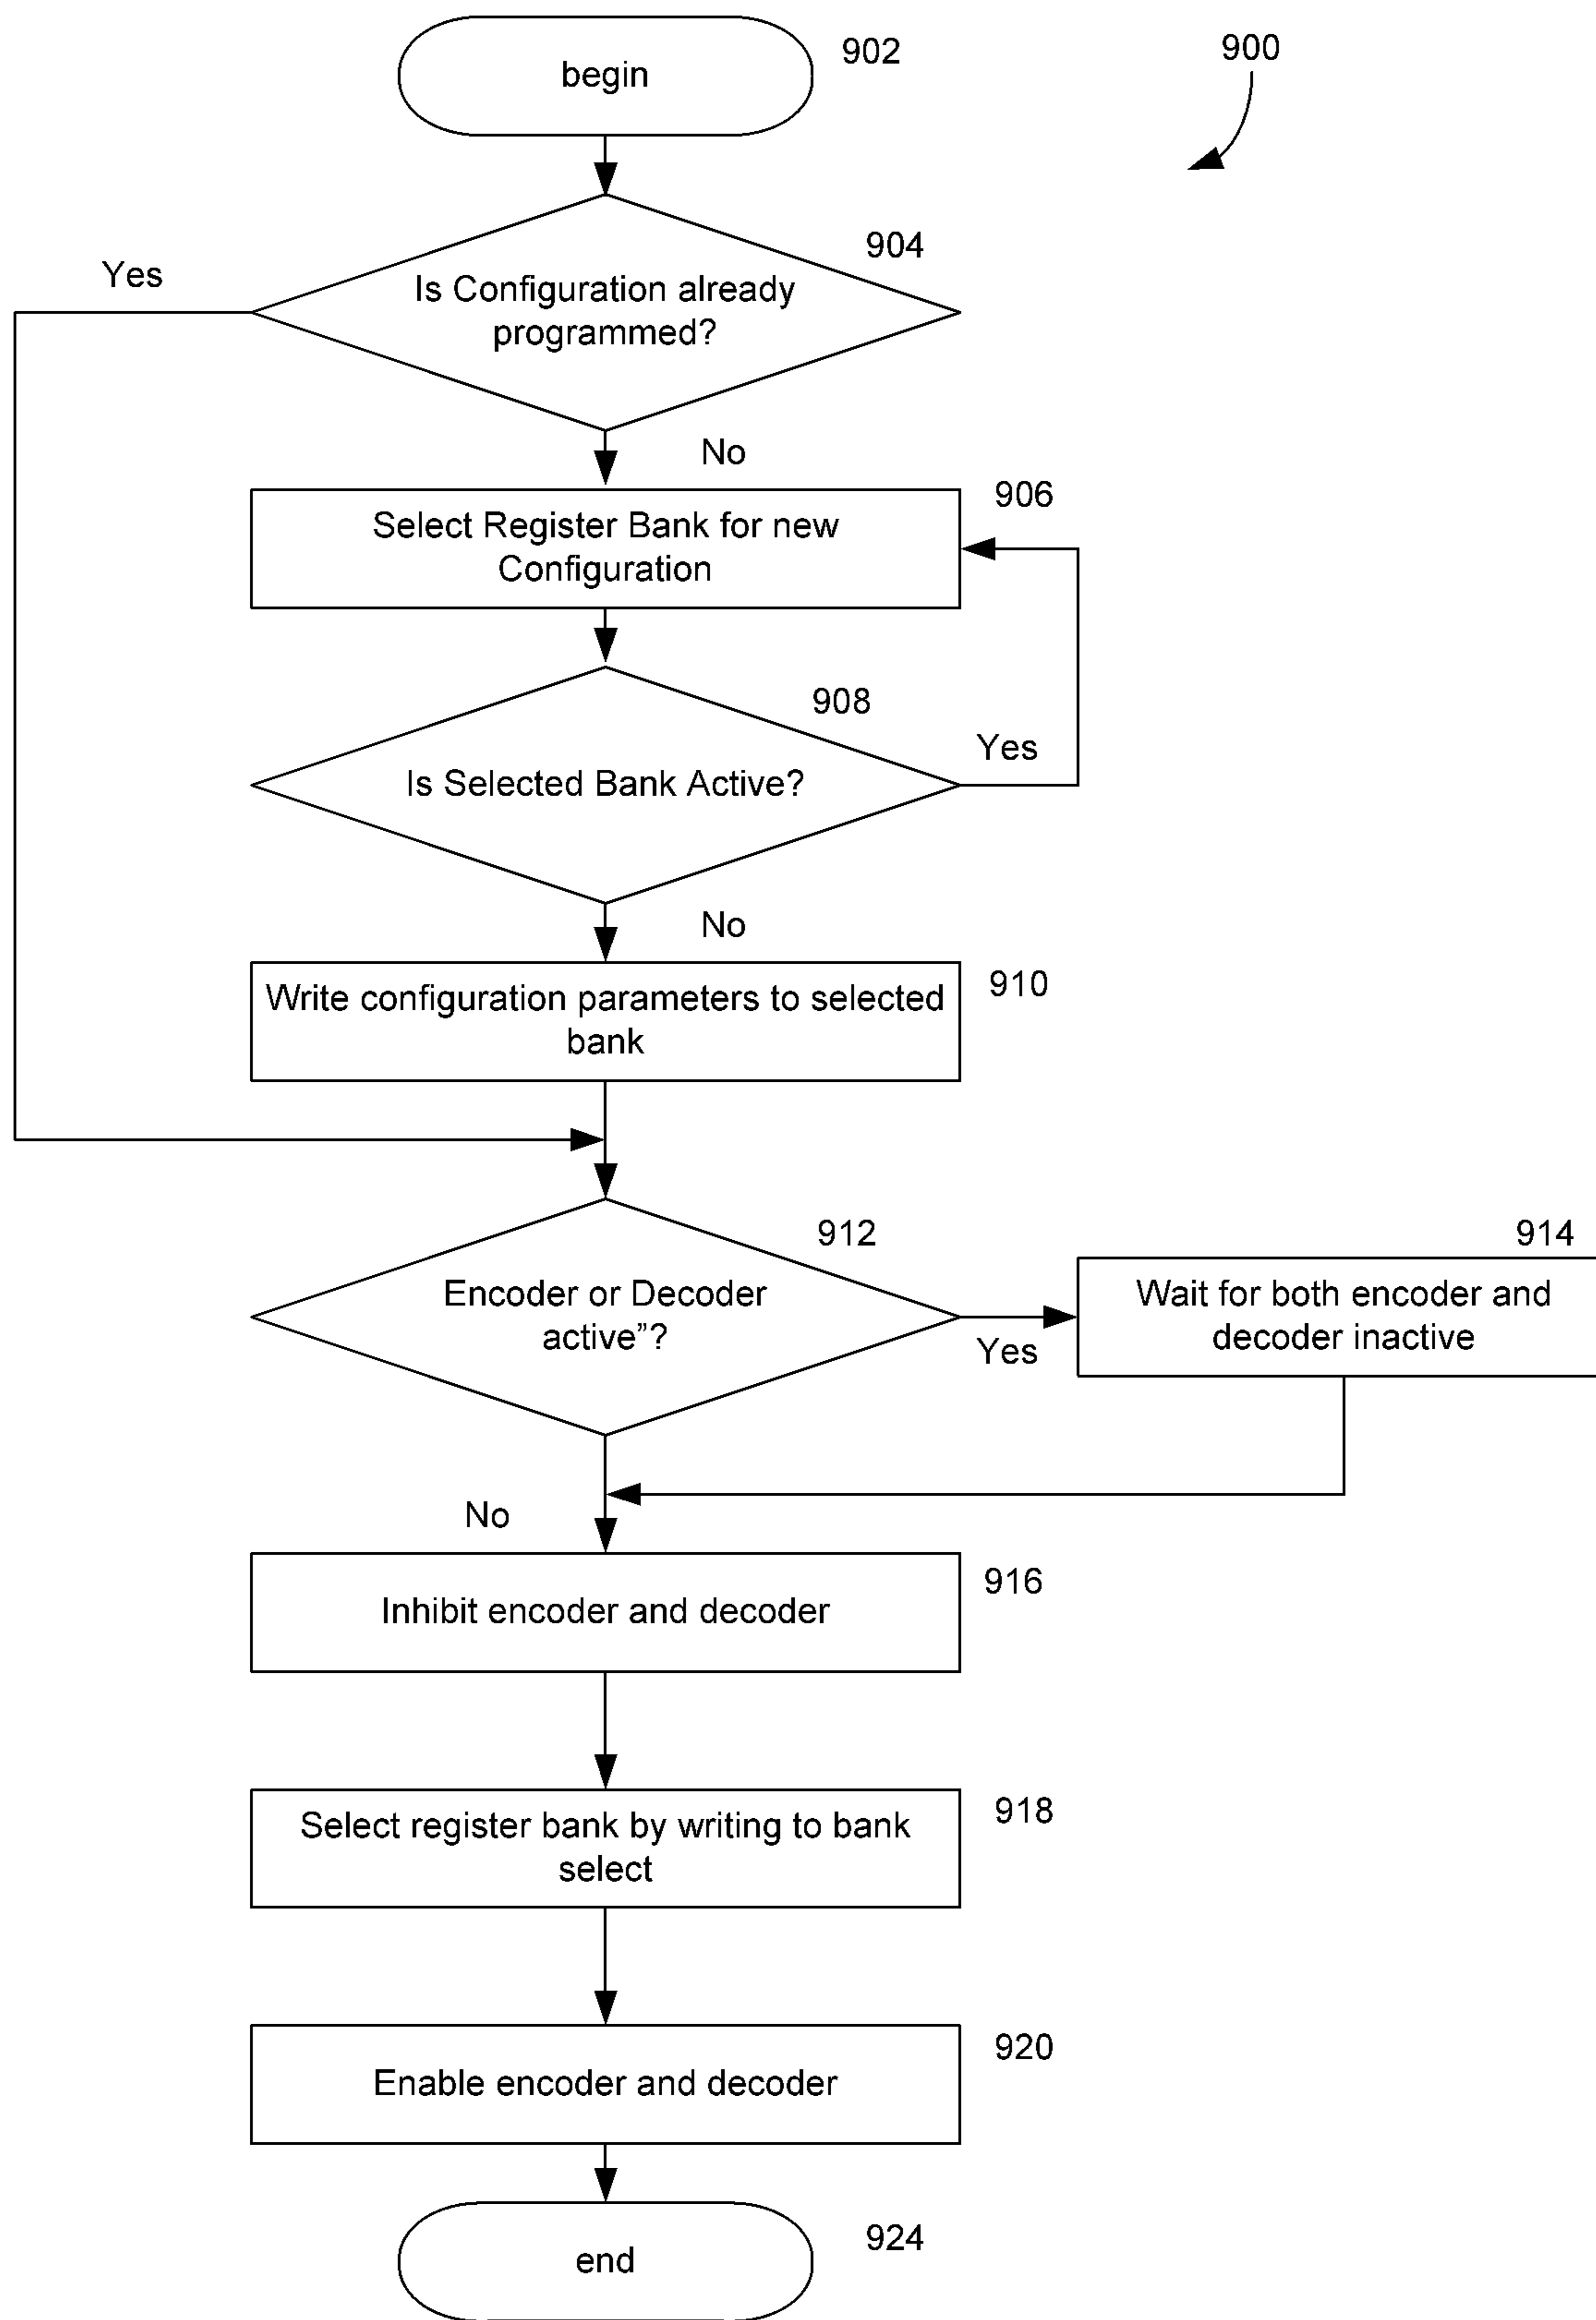 begin
902
900
904
Yes
Is Configuration already
programmed?
No
906
Select Register Bank for new
Configuration
908
Yes
Is Selected Bank Active?
No
910
Write configuration parameters to selected
bank
912
914
Encoder or Decoder
active”?
Wait for both encoder and
decoder inactive
Yes
No
916
Inhibit encoder and decoder
918
Select register bank by writing to bank
select
920
Enable encoder and decoder
924
end